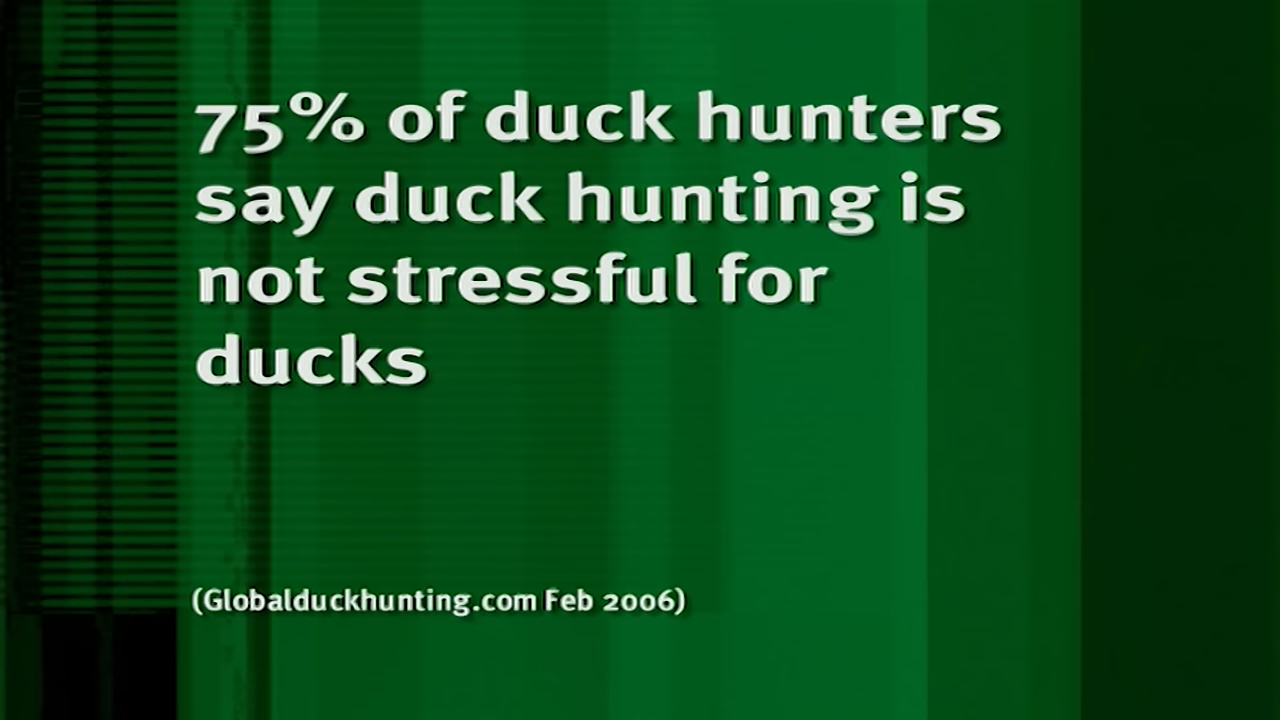 75% of duck hunters
say duck hunting is
not stressful for
ducks
(Globalduckhunting.com Feb 2006)